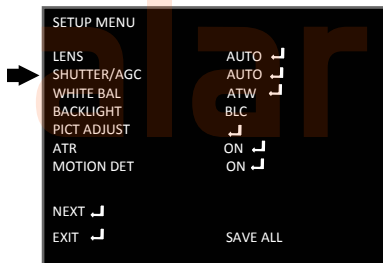 SETUP MENU
LENS AUTO ↵
SHUTTER/AGC AUTO ↵
WHITE BAL ATW ↵
BACKLIGHT BLC
PICT ADJUST ↵
ATR ON ↵
MOTION DET ON ↵
NEXT ↵
EXIT ↵ SAVE ALL